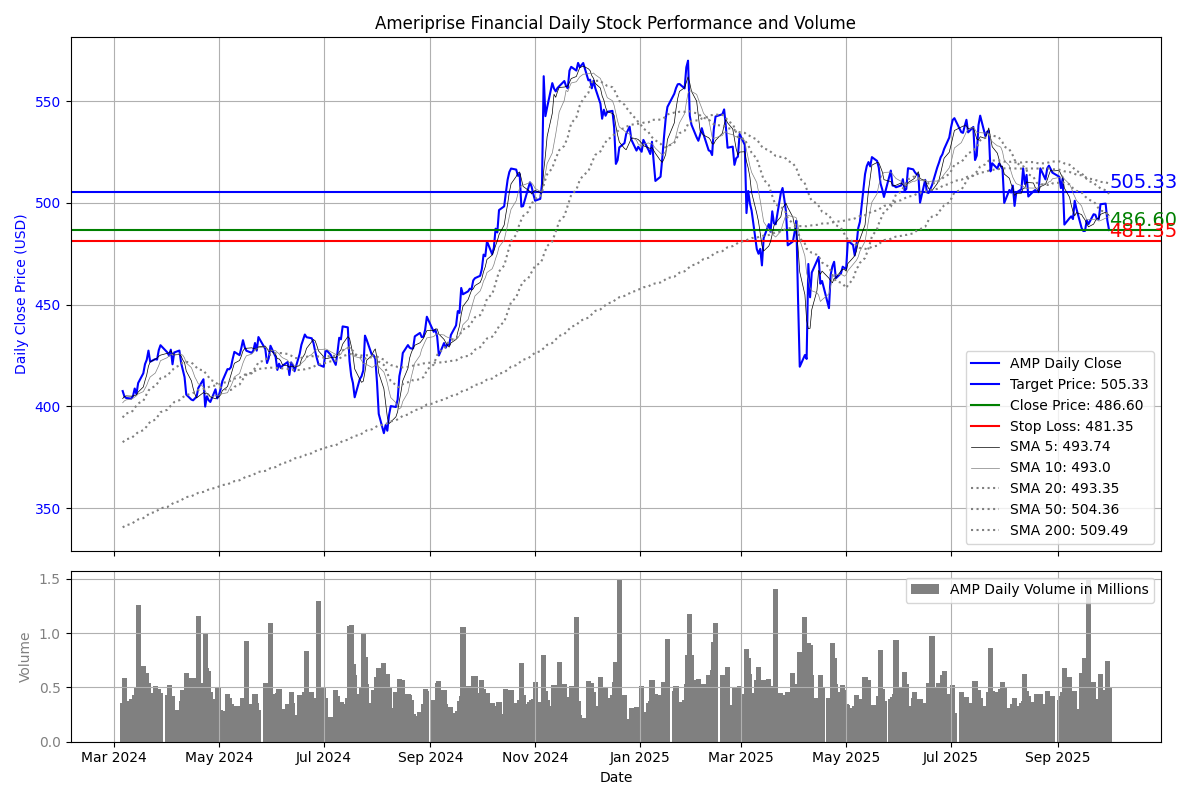 Ameriprise Financial Daily Stock Performance and Volume
550
500
450
400
350
Daily Close Price (USD)
505.33
486.60
481.35
AMP Daily Close
Target Price: 505.33
Close Price: 486.60
Stop Loss: 481.35
SMA 5: 493.74
SMA 10: 493.0
SMA 20: 493.35
SMA 50: 504.36
SMA 200: 509.49
1.5
1.0
0.5
0.0
Volume
AMP Daily Volume in Millions
Mar 2024 May 2024 Jul 2024 Sep 2024 Nov 2024 Jan 2025 Mar 2025 May 2025 Jul 2025 Sep 2025
Date